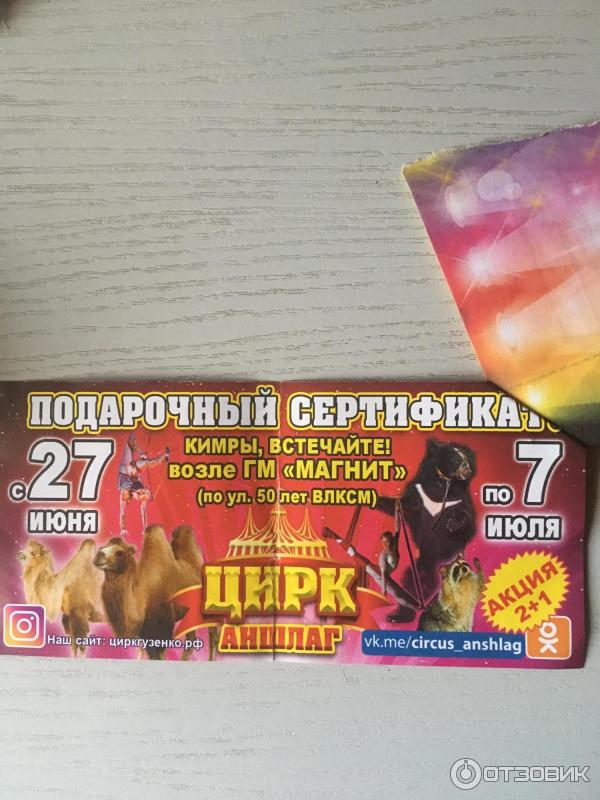 ПОДАРОЧНЫЙ СЕРТИФИКАТ
с 27 ИЮНЯ
КИМРЫ, ВСТЕЧАЙТЕ!
возле ГМ «МАГНИТ»
(по ул. 50 лет ВЛКСМ)
по 7 ИЮЛЯ
ЦИРК
АНШЛАГ
АКЦИЯ
2+1
Наш сайт: циркгузенко.рф
vk.me/circus_anshlag
ОТЗОВИК